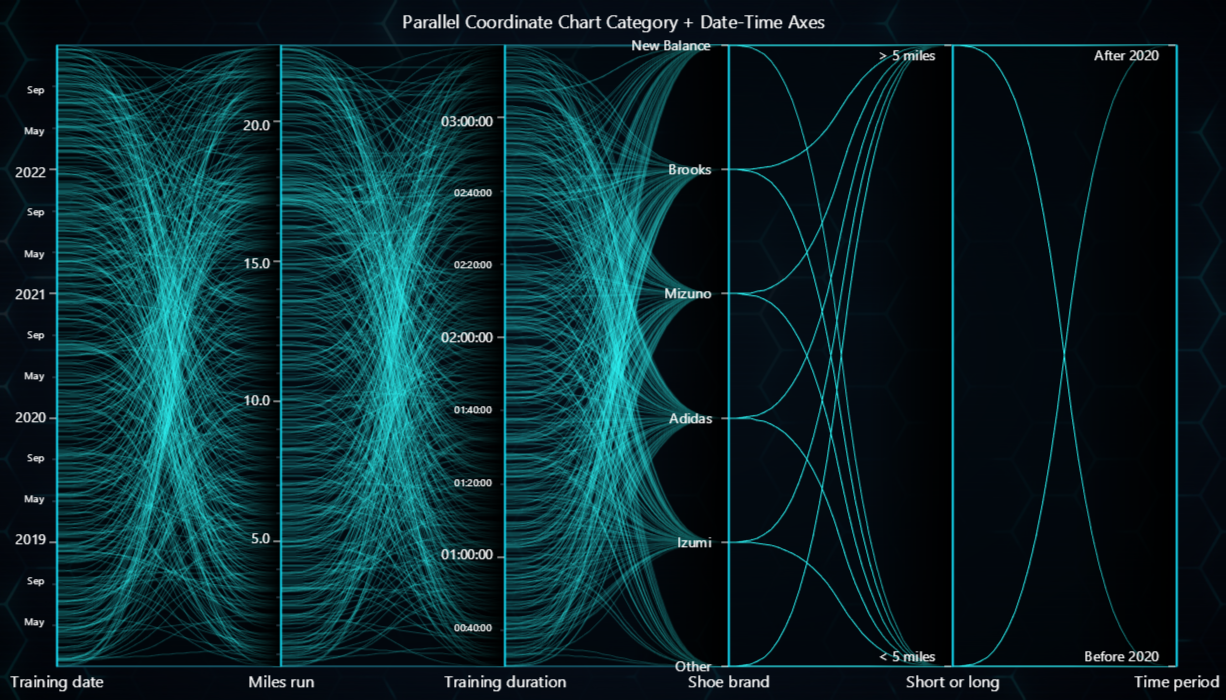 Parallel Coordinate Chart Category + Date-Time Axes
Sep
May
2022
Sep
May
2021
Sep
May
2020
Sep
May
2019
Sep
May
Training date
20.0
15.0
10.0
5.0
Miles run
03:00:00
02:40:00
02:20:00
02:00:00
01:40:00
01:20:00
01:00:00
00:40:00
Training duration
New Balance
Brooks
Mizuno
Adidas
Izumi
Other
Shoe brand
> 5 miles
< 5 miles
Short or long
After 2020
Before 2020
Time period